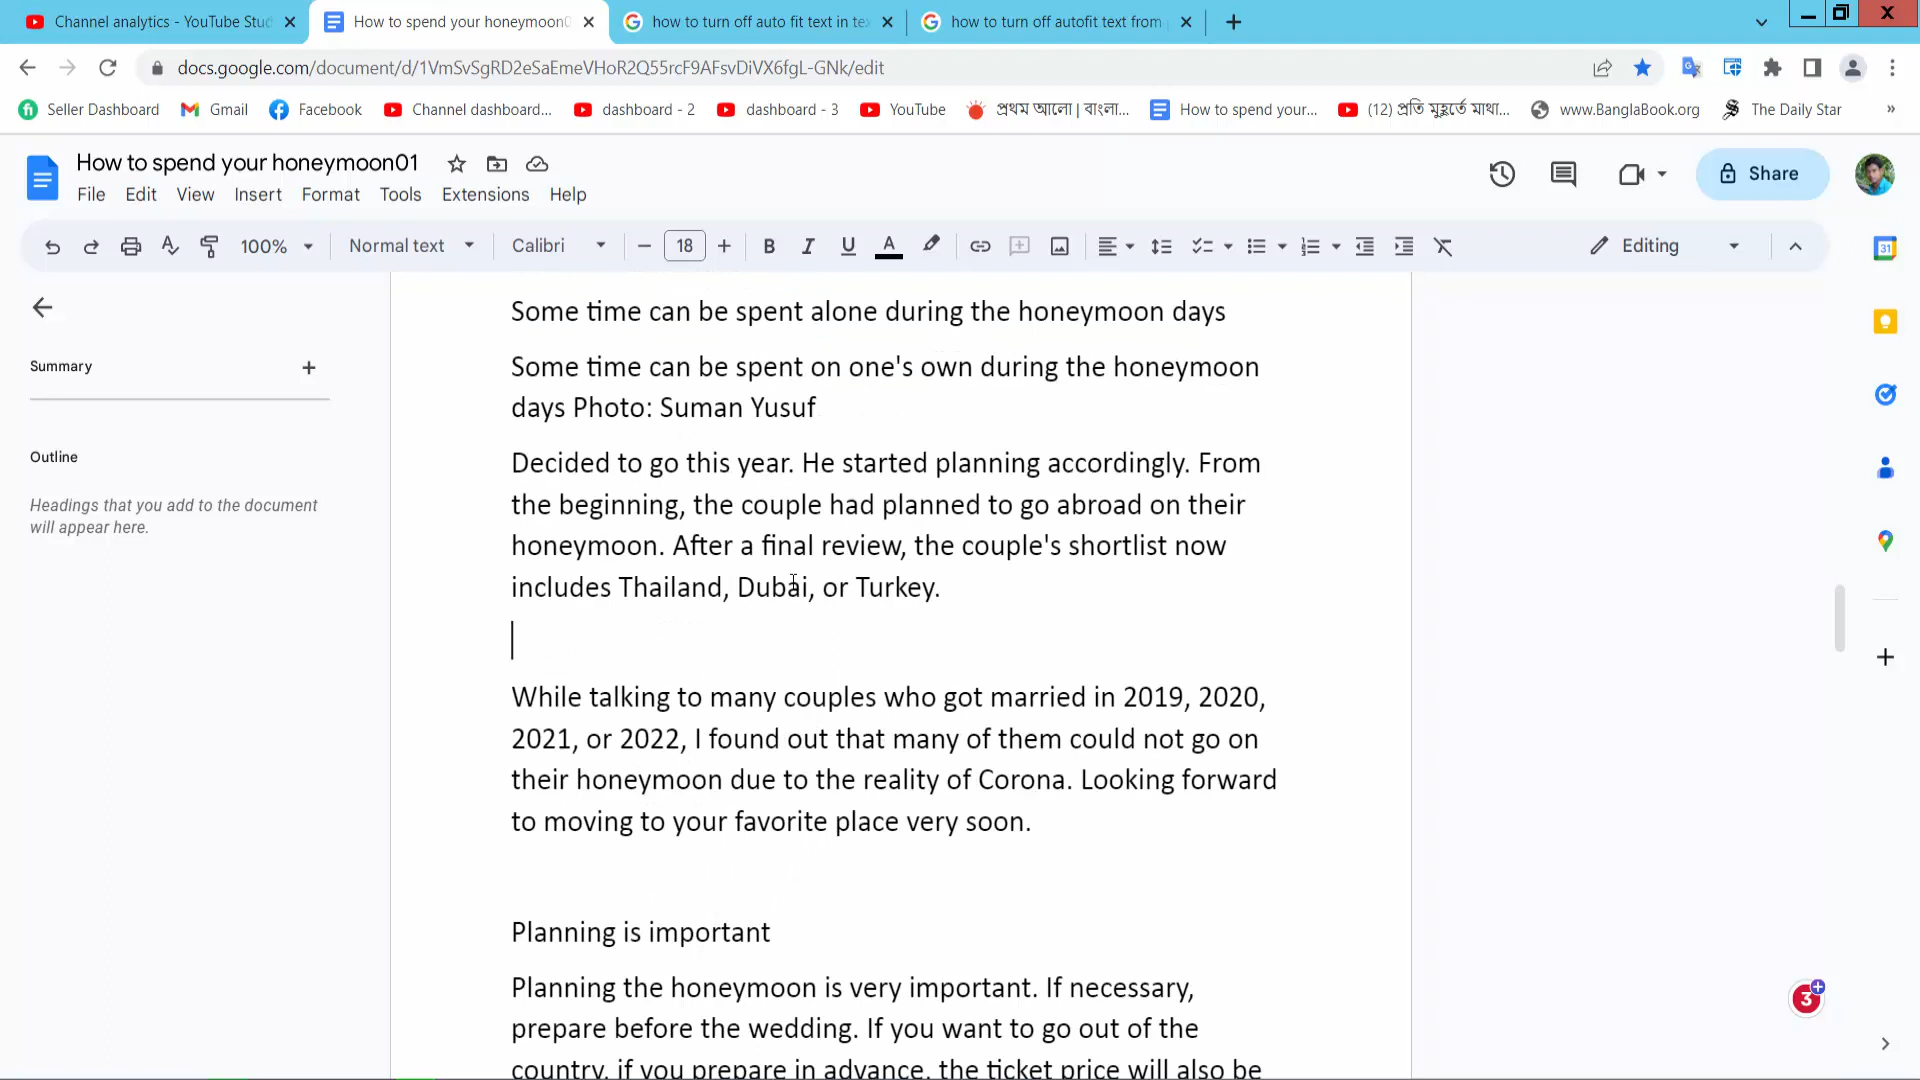 Channel analytics - YouTube Stud
How to spend your honeymoon0
how to turn off auto fit text in tex
how to turn off autofit text from
docs.google.com/document/d/1VmSvSgRD2eSaEmeVHoR2Q55rcF9AFsvDiVX6fgL-GNk/edit
Seller Dashboard
Gmail
Facebook
Channel dashboard...
dashboard - 2
dashboard - 3
YouTube
প্রথম আলো | বাংলা...
How to spend your...
(12) প্রতি মুহূর্তে মাথা...
www.BanglaBook.org
The Daily Star
How to spend your honeymoon01
File Edit View Insert Format Tools Extensions Help
Share
100% Normal text Calibri 18 B I U A Editing
31
Summary
Outline
Headings that you add to the document
will appear here.
Some time can be spent alone during the honeymoon days
Some time can be spent on one's own during the honeymoon
days Photo: Suman Yusuf
Decided to go this year. He started planning accordingly. From
the beginning, the couple had planned to go abroad on their
honeymoon. After a final review, the couple's shortlist now
includes Thailand, Dubai, or Turkey.
While talking to many couples who got married in 2019, 2020,
2021, or 2022, I found out that many of them could not go on
their honeymoon due to the reality of Corona. Looking forward
to moving to your favorite place very soon.
Planning is important
Planning the honeymoon is very important. If necessary,
prepare before the wedding. If you want to go out of the
country, if you prepare in advance, the ticket price will also be
3